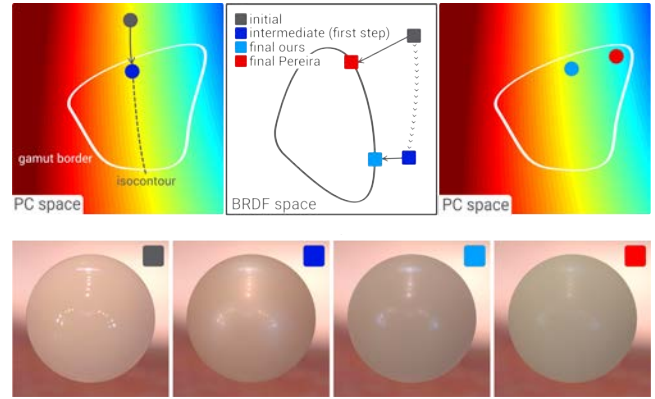 gamut border
isocontour
PC space
initial
intermediate (first step)
final ours
final Pereira
BRDF space
PC space